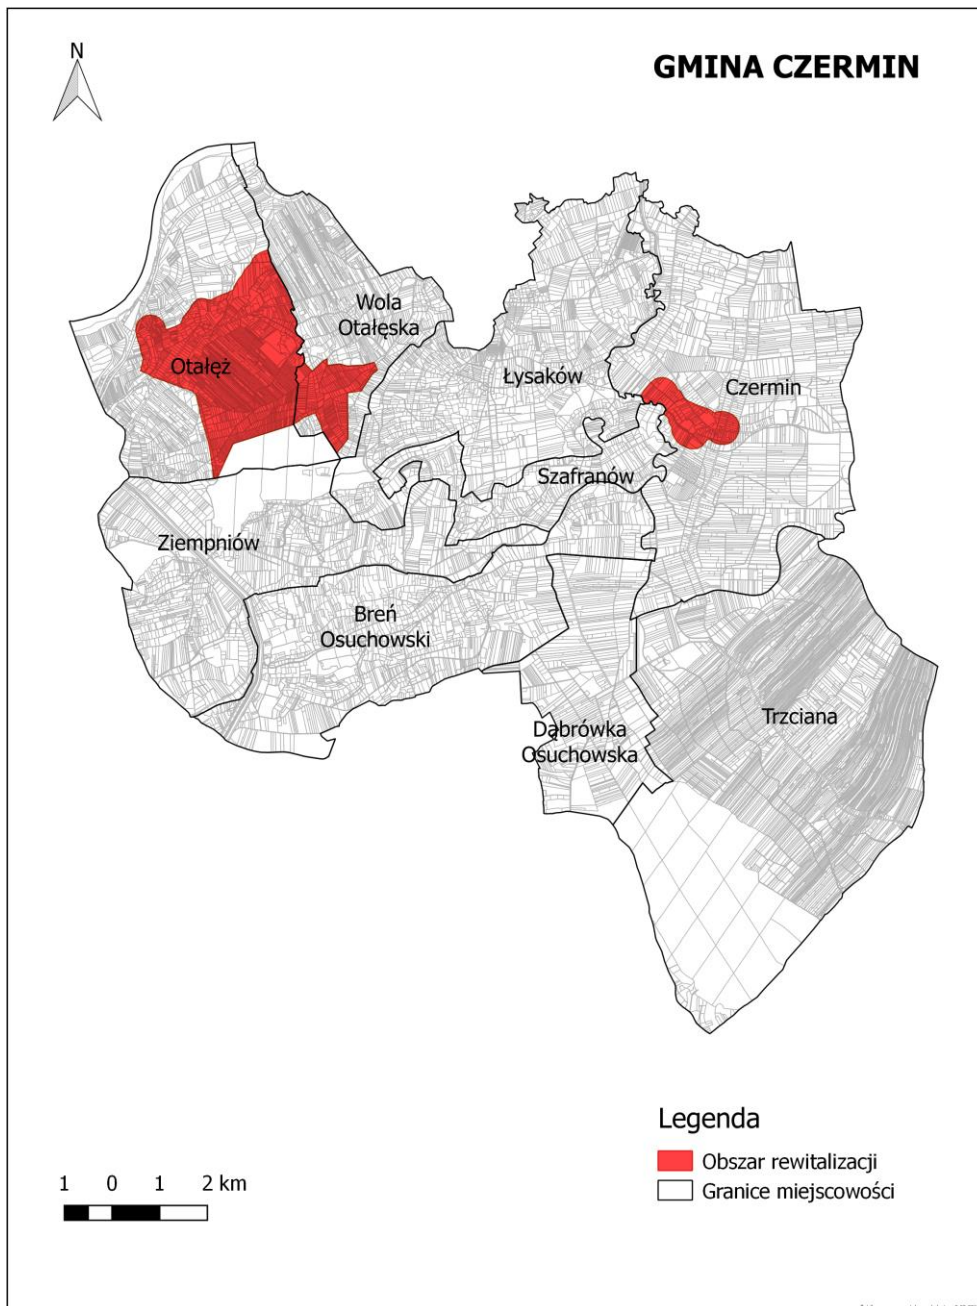 N
GMINA CZERMIN
Wola
Otałęska
Otałęż
Łysaków
Czermin
Szafranów
Ziempniów
Breń
Osuchowski
Trzciana
Dąbrówka
Osuchowska
Legenda
Obszar rewitalizacji
Granice miejscowości
1 0 1 2 km